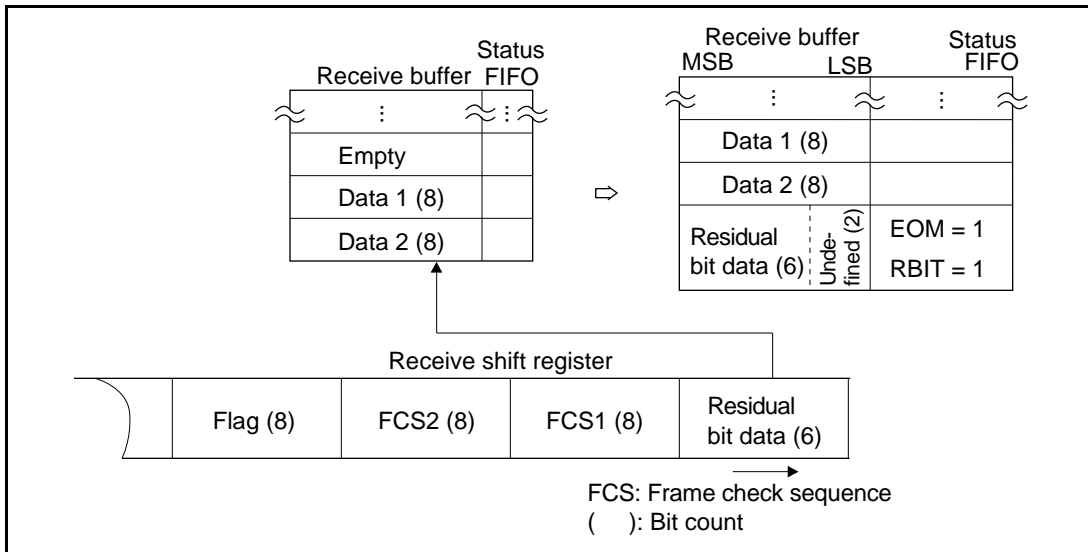 Receive buffer
Status
FIFO
⋮
⋮
Empty
Data 1 (8)
Data 2 (8)
⇨
Receive buffer
Status
FIFO
MSB
LSB
⋮
⋮
Data 1 (8)
Data 2 (8)
Residual
bit data (6)
Unde-
fined (2)
EOM = 1
RBIT = 1
Receive shift register
Flag (8)
FCS2 (8)
FCS1 (8)
Residual
bit data (6)
FCS: Frame check sequence
( ): Bit count